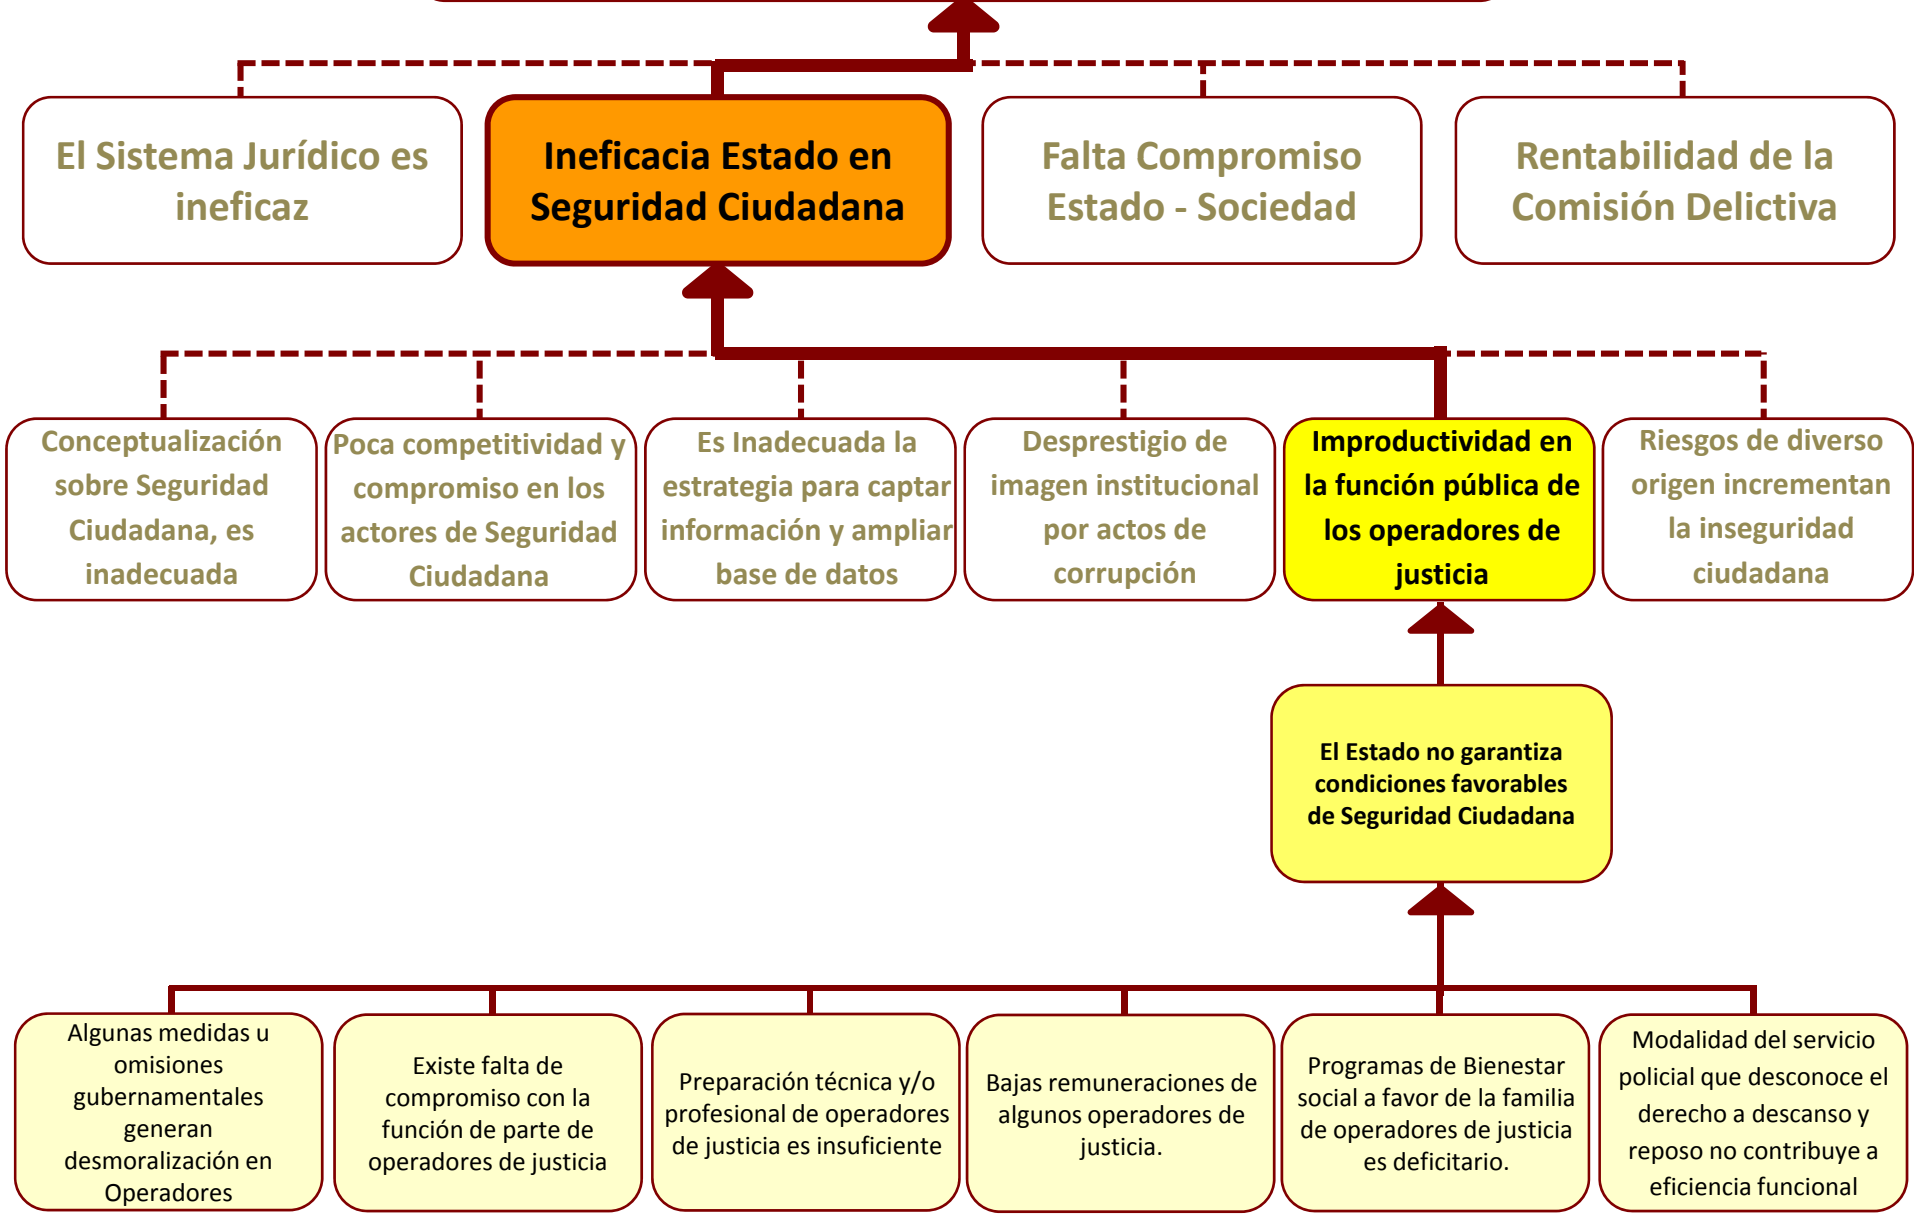 El Sistema Jurídico es
ineficaz
Ineficacia Estado en
Seguridad Ciudadana
Falta Compromiso
Estado - Sociedad
Rentabilidad de la
Comisión Delictiva
Conceptualización
sobre Seguridad
Ciudadana, es
inadecuada
Poca competitividad y
compromiso en los
actores de Seguridad
Ciudadana
Es Inadecuada la
estrategia para captar
información y ampliar
base de datos
Desprestigio de
imagen institucional
por actos de
corrupción
Improductividad en
la función pública de
los operadores de
justicia
Riesgos de diverso
origen incrementan
la inseguridad
ciudadana
El Estado no garantiza
condiciones favorables
de Seguridad Ciudadana
Algunas medidas u
omisiones
gubernamentales
generan
desmoralización en
Operadores
Existe falta de
compromiso con la
función de parte de
operadores de justicia
Preparación técnica y/o
profesional de operadores
de justicia es insuficiente
Bajas remuneraciones de
algunos operadores de
justicia.
Programas de Bienestar
social a favor de la familia
de operadores de justicia
es deficitario.
Modalidad del servicio
policial que desconoce el
derecho a descanso y
reposo no contribuye a
eficiencia funcional